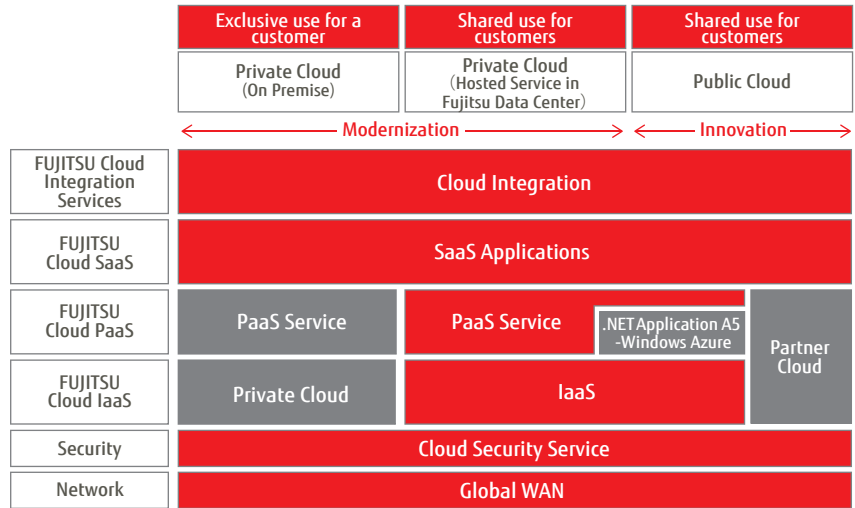 Exclusive use for a
customer
Shared use for
customers
Shared use for
customers
Private Cloud
(On Premise)
Private Cloud
(Hosted Service in
Fujitsu Data Center)
Public Cloud
Modernization
Innovation
FUJITSU Cloud
Integration
Services
Cloud Integration
FUJITSU
Cloud SaaS
SaaS Applications
FUJITSU
Cloud PaaS
PaaS Service
PaaS Service
.NET Application A5
-Windows Azure
Partner
Cloud
FUJITSU
Cloud IaaS
Private Cloud
IaaS
Security
Cloud Security Service
Network
Global WAN